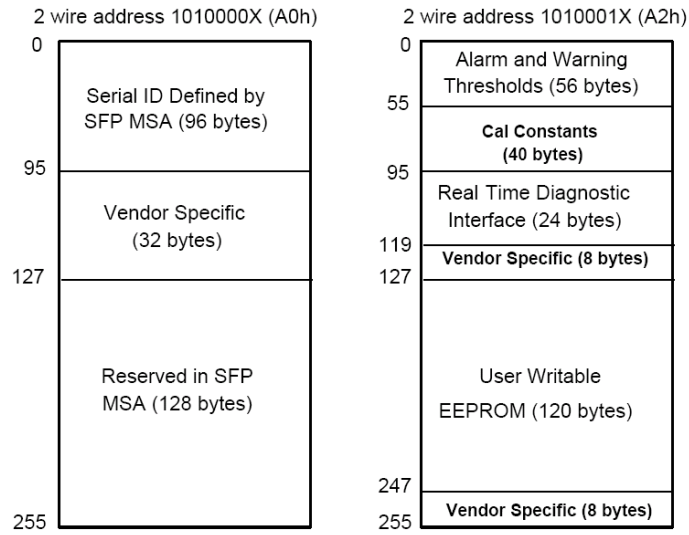 2 wire address 1010000X (A0h)
0
Serial ID Defined by
SFP MSA (96 bytes)
95
Vendor Specific
(32 bytes)
127
Reserved in SFP
MSA (128 bytes)
255
2 wire address 1010001X (A2h)
0
Alarm and Warning
Thresholds (56 bytes)
55
Cal Constants
(40 bytes)
95
Real Time Diagnostic
Interface (24 bytes)
119
Vendor Specific (8 bytes)
127
User Writable
EEPROM (120 bytes)
247
Vendor Specific (8 bytes)
255